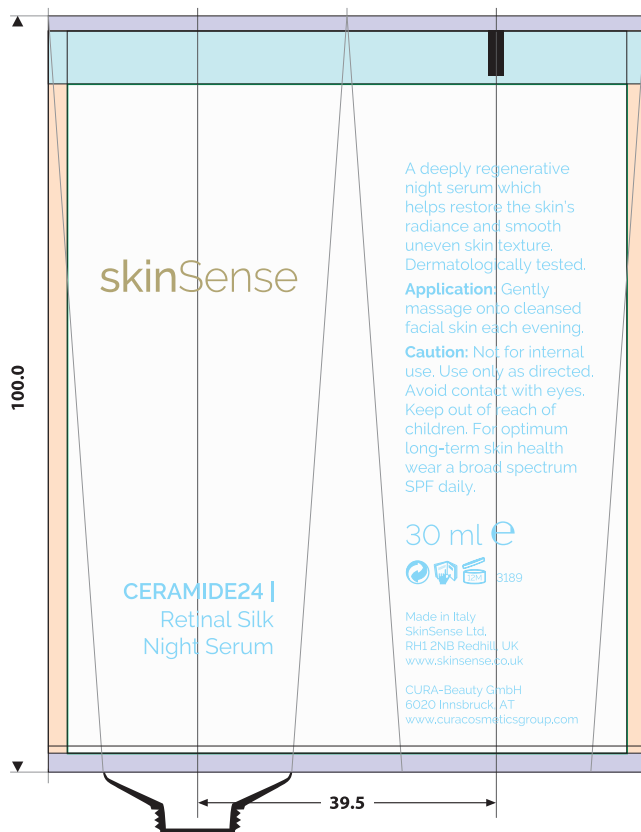 100.0
skinSense
CERAMIDE24 |
Retinal Silk
Night Serum
A deeply regenerative
night serum which
helps restore the skin's
radiance and smooth
uneven skin texture.
Dermatologically tested.
Application: Gently
massage onto cleansed
facial skin each evening.
Caution: Not for internal
use. Use only as directed.
Avoid contact with eyes.
Keep out of reach of
children. For optimum
long-term skin health
wear a broad spectrum
SPF daily.
30 ml e
12M 3189
Made in Italy
SkinSense Ltd.
RH1 2NB Redhill, UK
www.skinsense.co.uk
CURA-Beauty GmbH
6020 Innsbruck, AT
www.curacosmeticsgroup.com
39.5